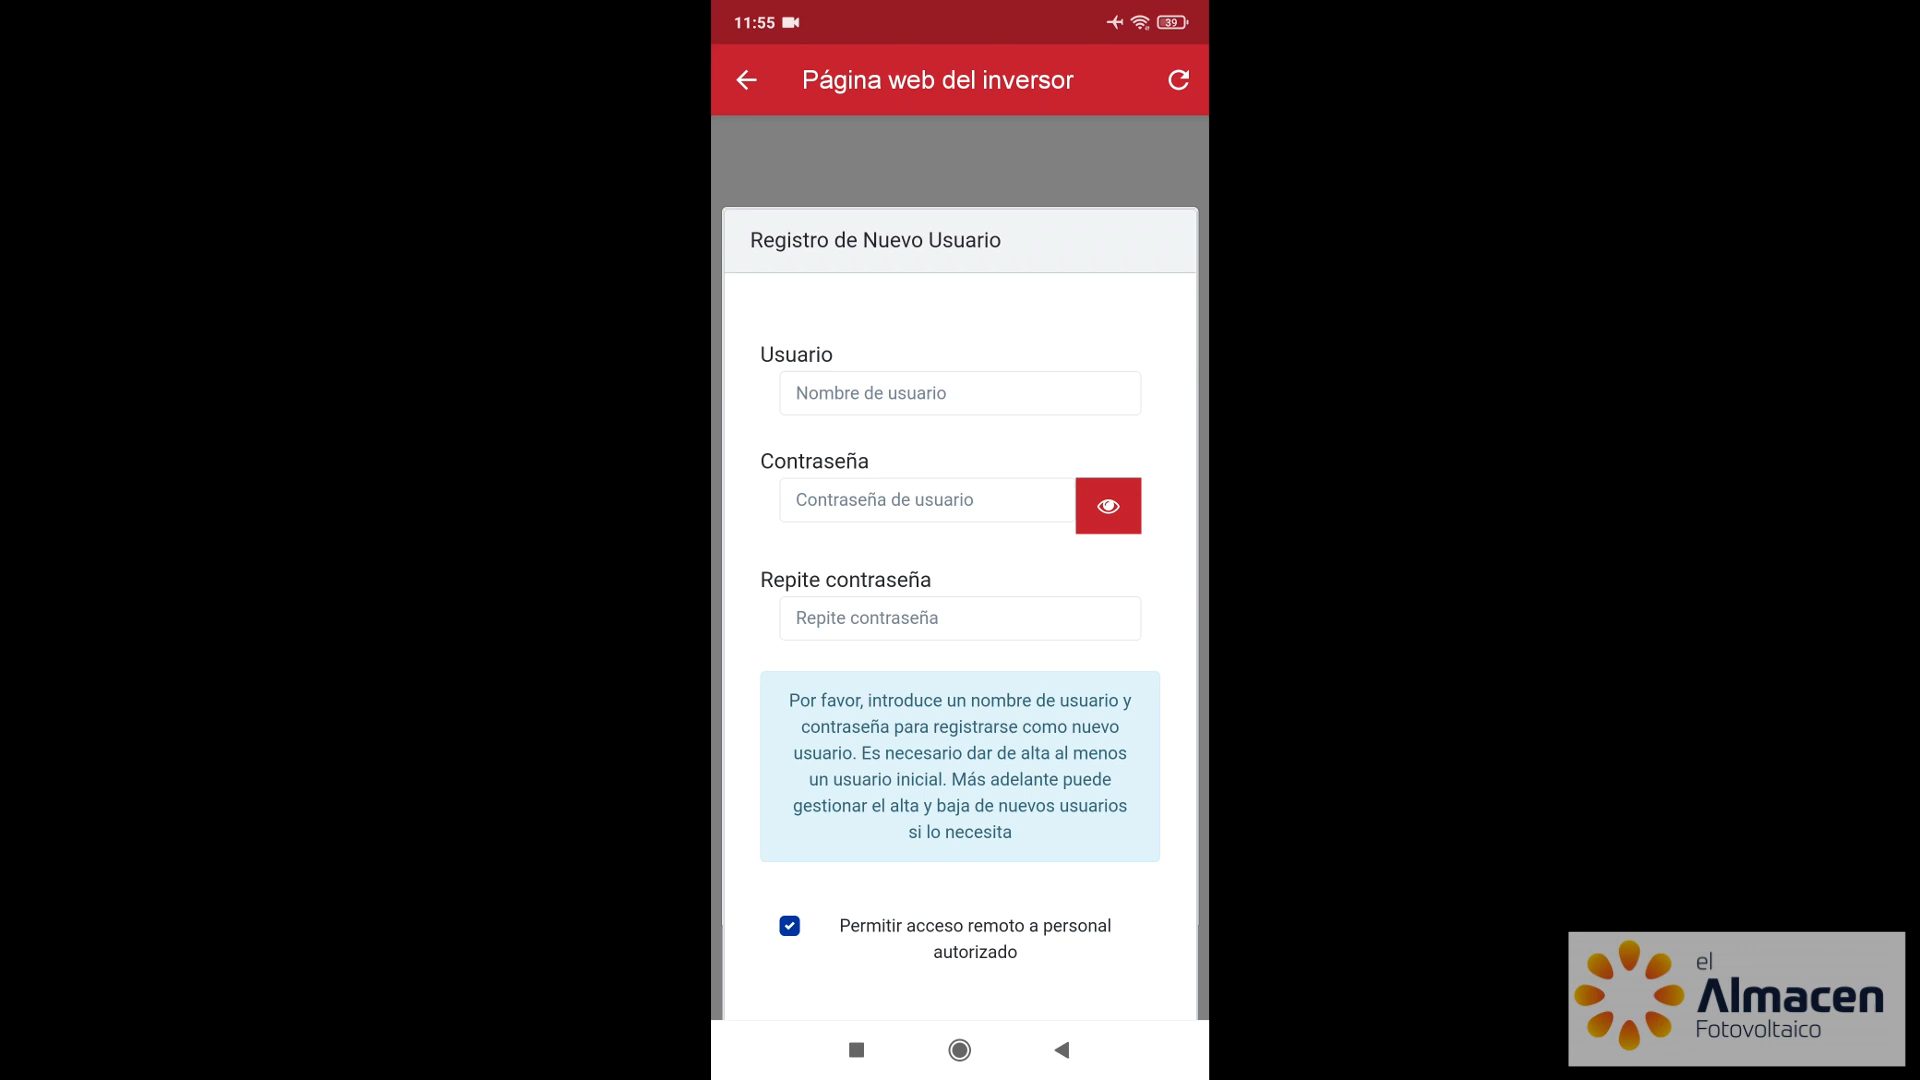 11:55
39
Página web del inversor
Registro de Nuevo Usuario
Usuario
Nombre de usuario
Contraseña
Contraseña de usuario
Repite contraseña
Repite contraseña
Por favor, introduce un nombre de usuario y
contraseña para registrarse como nuevo
usuario. Es necesario dar de alta al menos
un usuario inicial. Más adelante puede
gestionar el alta y baja de nuevos usuarios
si lo necesita
Permitir acceso remoto a personal
autorizado
el
Almacen
Fotovoltaico